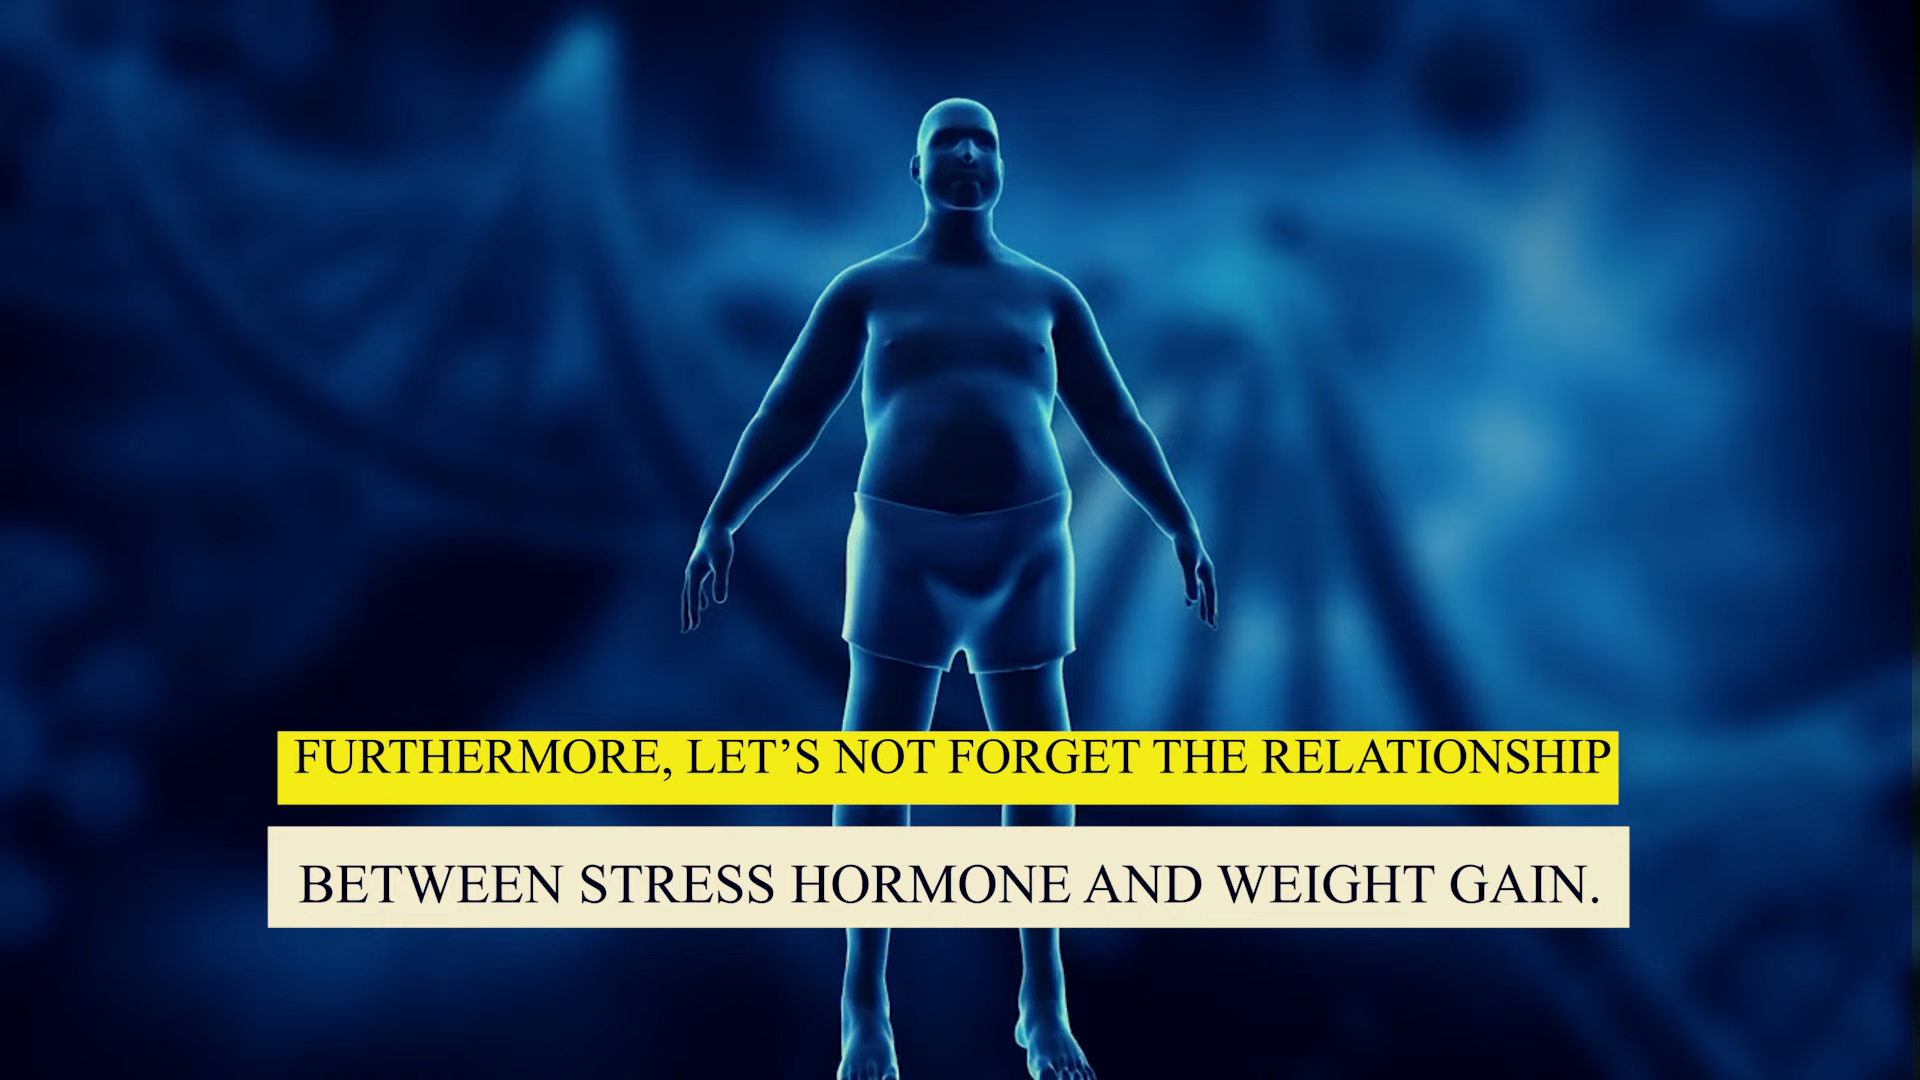 FURTHERMORE, LET’S NOT FORGET THE RELATIONSHIP
BETWEEN STRESS HORMONE AND WEIGHT GAIN.